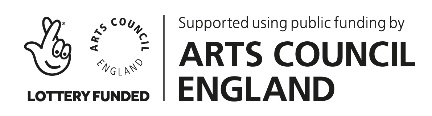 ARTS COUNCIL
ENGLAND
LOTTERY FUNDED
Supported using public funding by
ARTS COUNCIL
ENGLAND